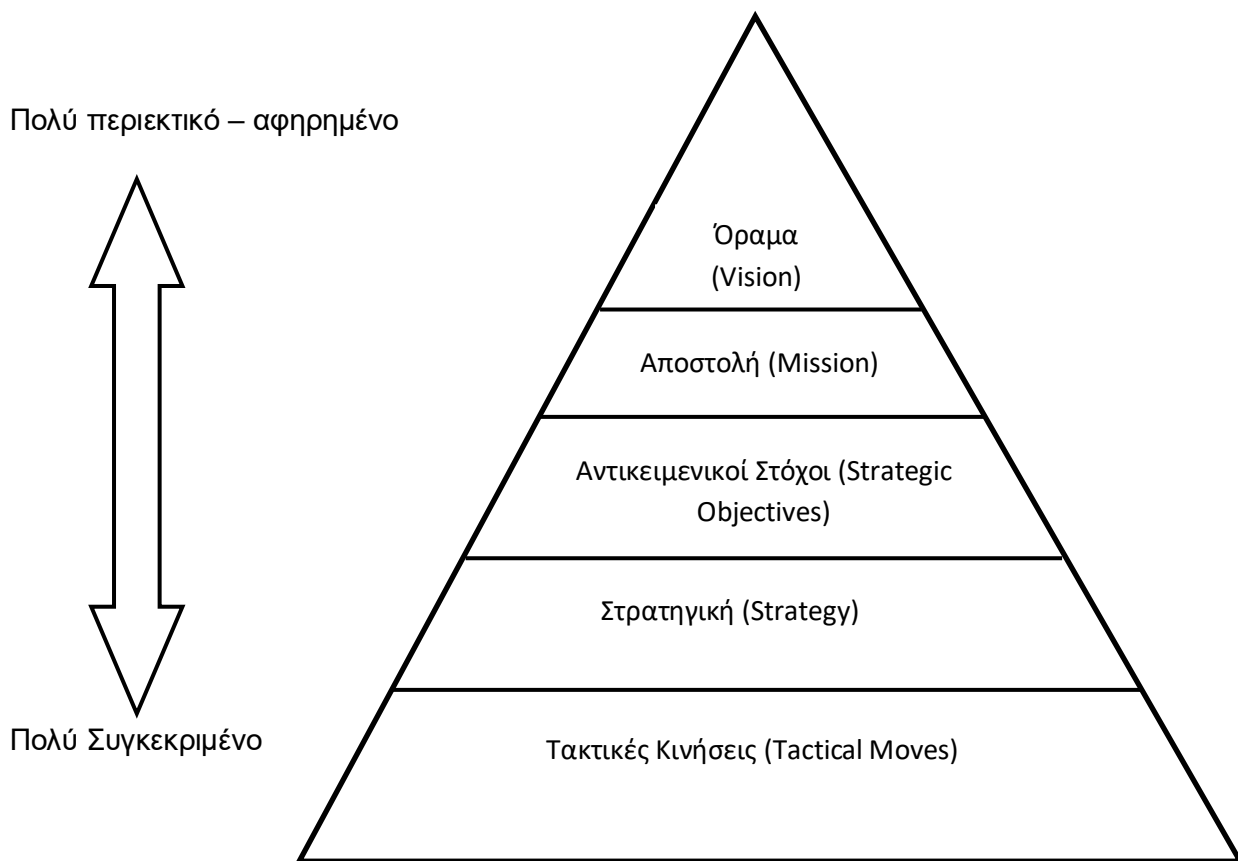 Πολύ περιεκτικό – αφηρημένο
Όραμα
(Vision)
Αποστολή (Mission)
Αντικειμενικοί Στόχοι (Strategic
Objectives)
Στρατηγική (Strategy)
Πολύ Συγκεκριμένο
Τακτικές Κινήσεις (Tactical Moves)